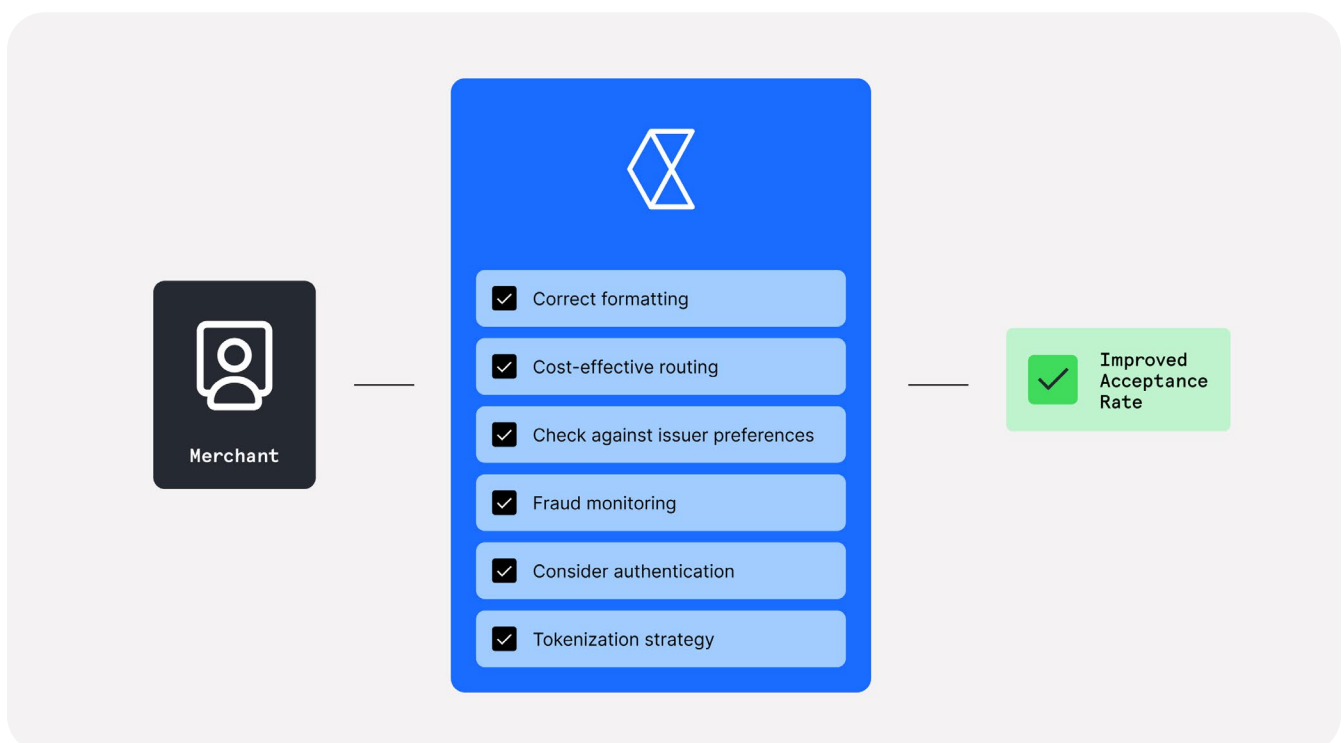 Merchant
Correct formatting
Cost-effective routing
Check against issuer preferences
Fraud monitoring
Consider authentication
Tokenization strategy
Improved
Acceptance
Rate